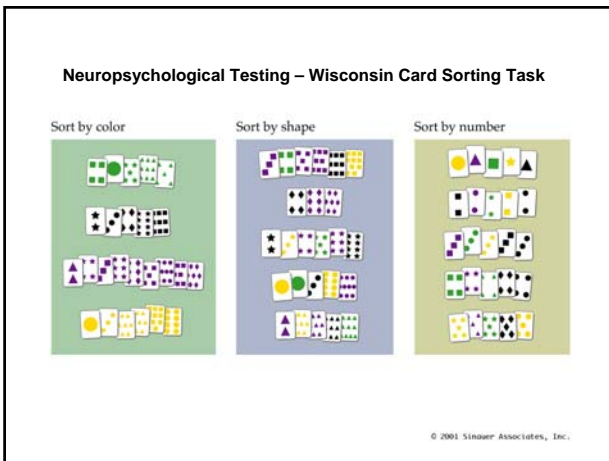 Neuropsychological Testing – Wisconsin Card Sorting Task
Sort by color
Sort by shape
Sort by number
© 2001 Sinauer Associates, Inc.